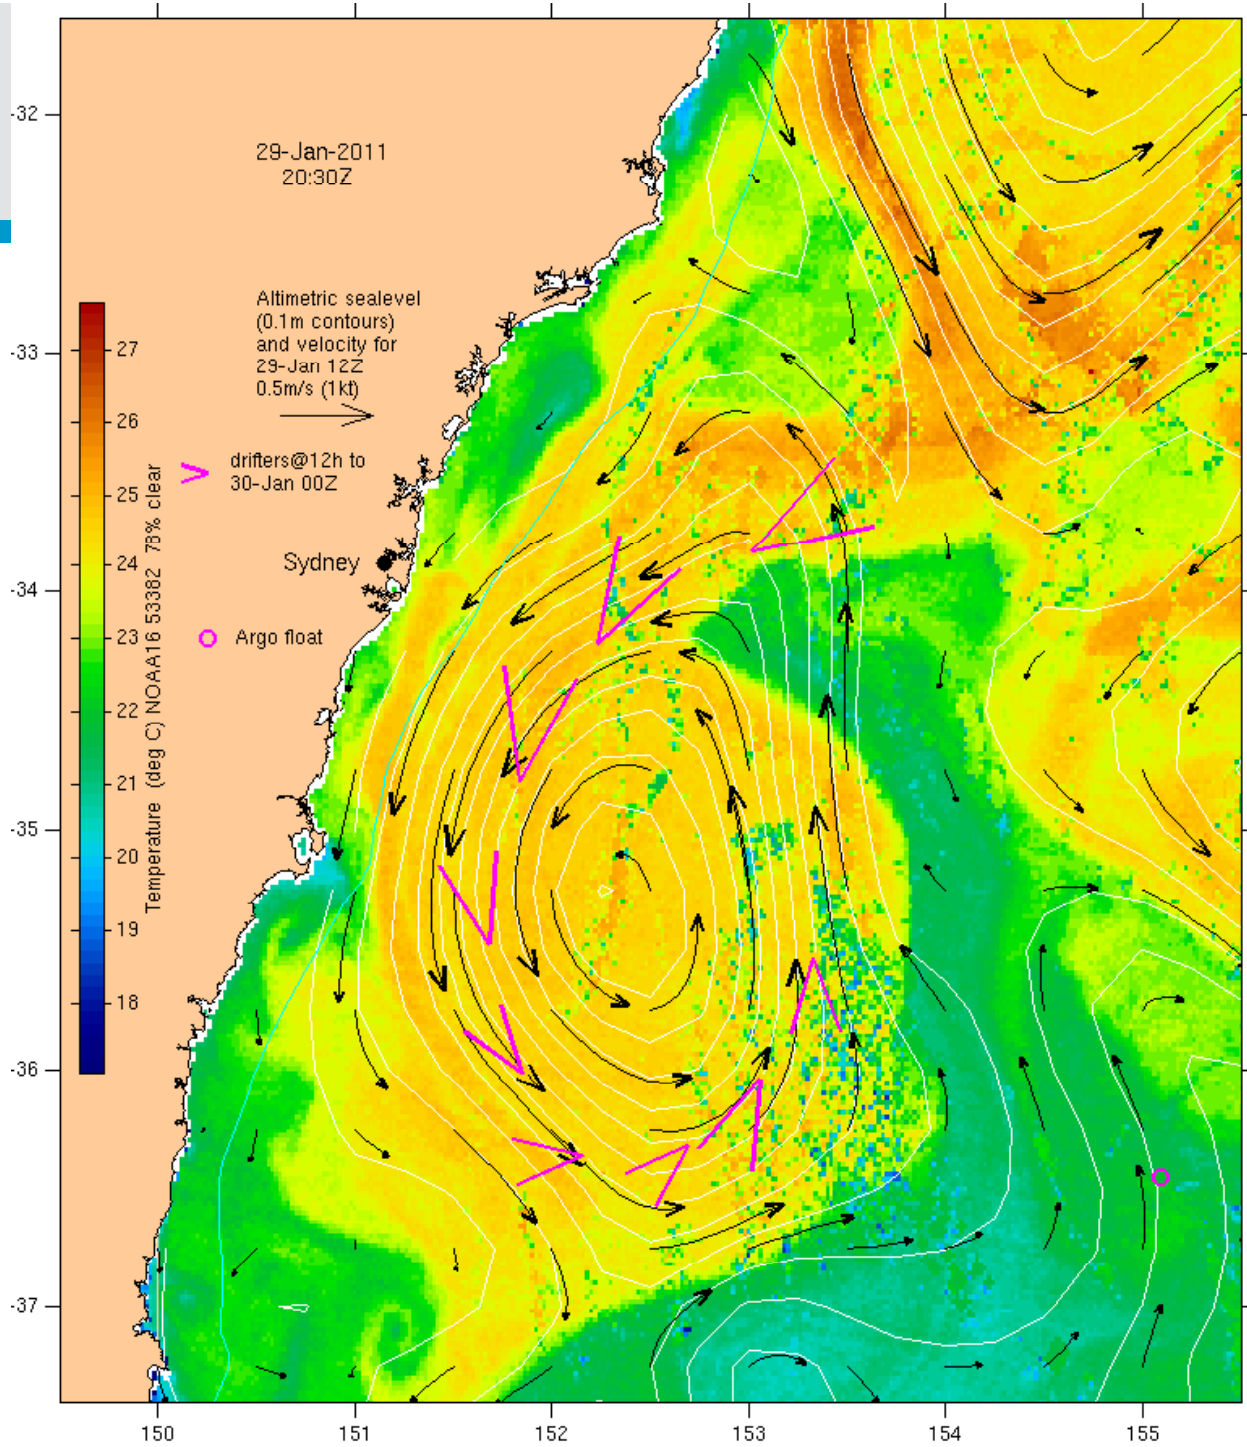 29-Jan-2011
20:30Z
Altimetric sealevel
(0.1m contours)
and velocity for
29-Jan 12Z
0.5m/s (1kt)
drifters@12h to
30-Jan 00Z
Sydney
Argo float
Temperature (deg C) NOAA16 53382 78% clear
27
26
25
24
23
22
21
20
19
18
-32
-33
-34
-35
-36
-37
150
151
152
153
154
155